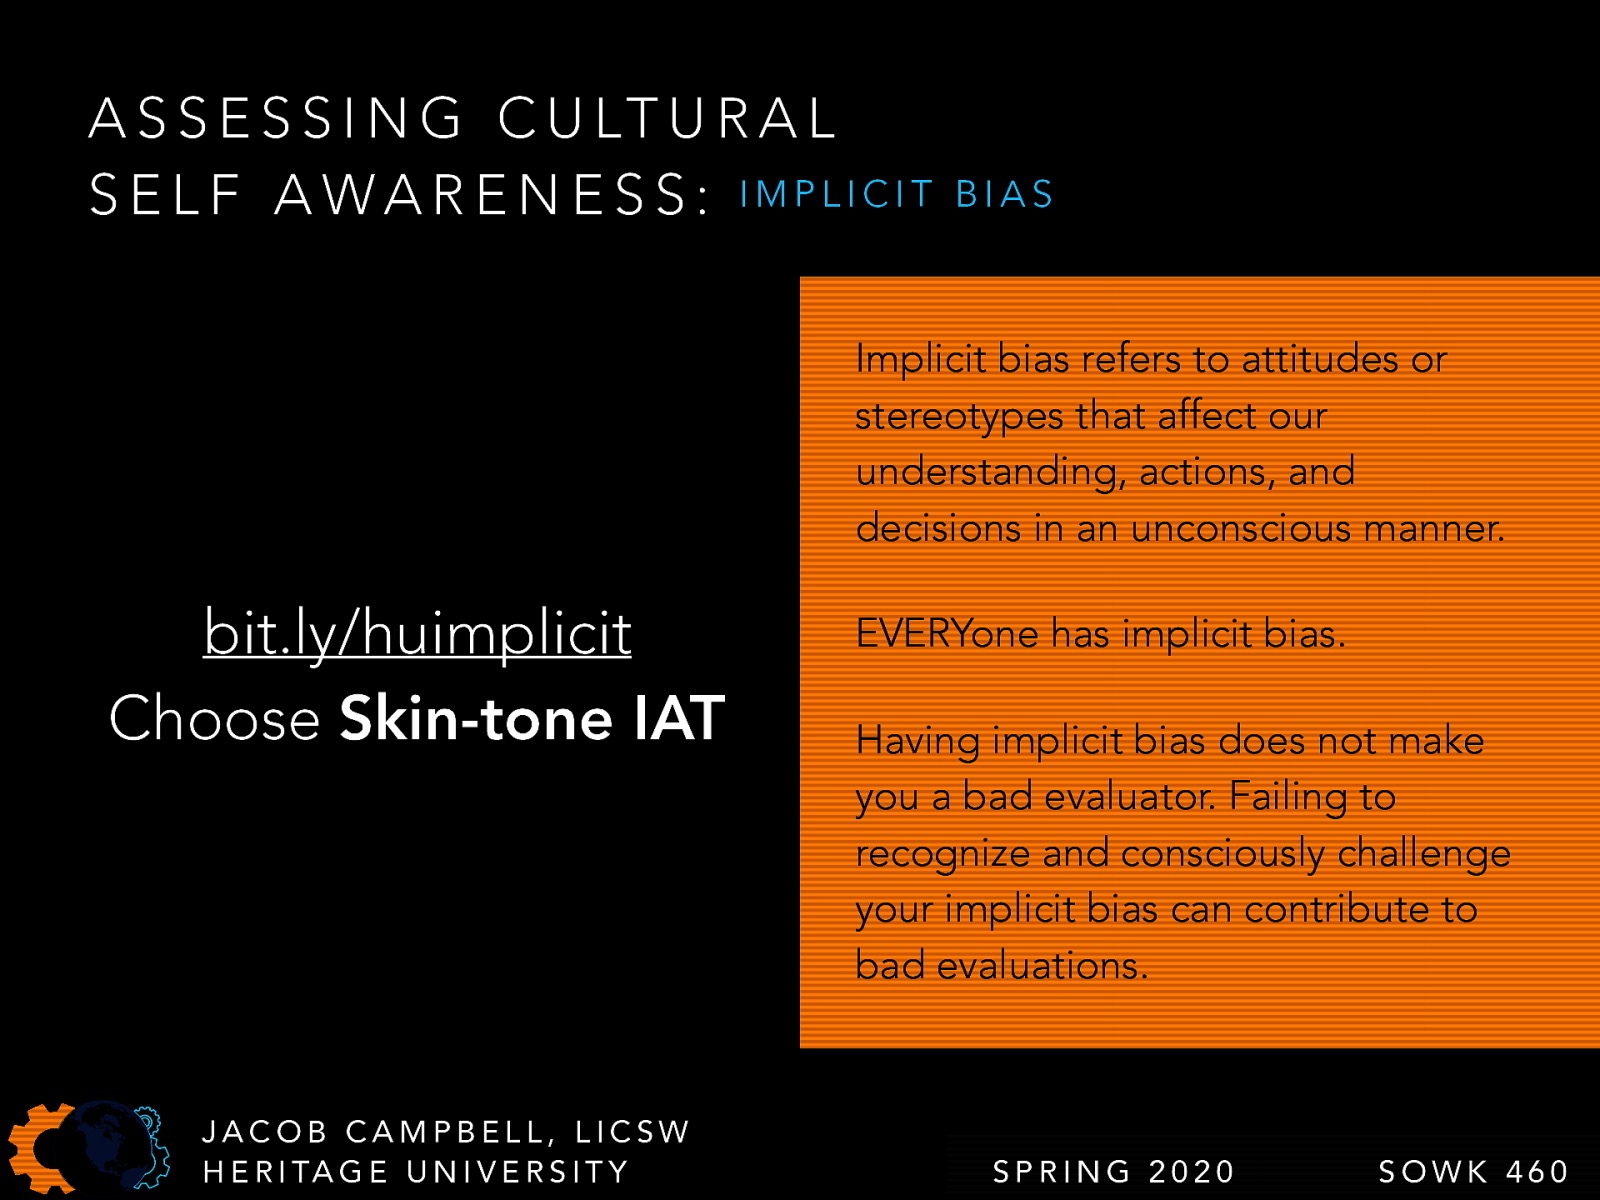 ASSESSING CULTURAL
SELF AWARENESS: IMPLICIT BIAS
bit.ly/huimplicit
Choose Skin-tone IAT
Implicit bias refers to attitudes or
stereotypes that affect our
understanding, actions, and
decisions in an unconscious manner.
EVERYone has implicit bias.
Having implicit bias does not make
you a bad evaluator. Failing to
recognize and consciously challenge
your implicit bias can contribute to
bad evaluations.
JACOB CAMPBELL, LICSW
HERITAGE UNIVERSITY
SPRING 2020
SOWK 460